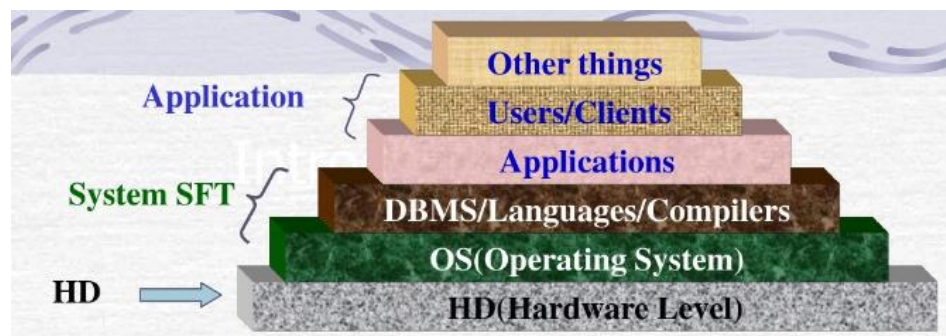 Other things
Application
Users/Clients
Applications
System SFT
DBMS/Languages/Compilers
OS(Operating System)
HD
HD(Hardware Level)